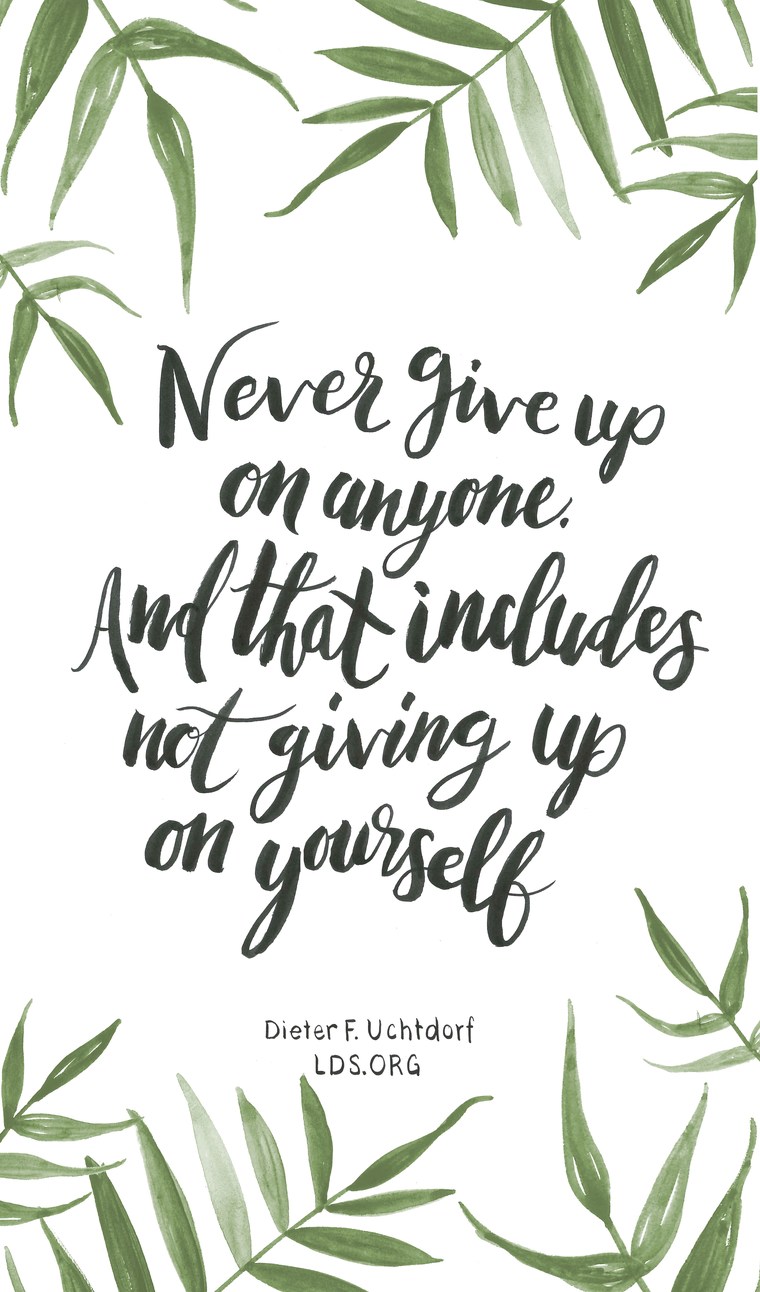 Never give up
on anyone.
And that includes
not giving up
on yourself
Dieter F. Uchtdorf
LDS.ORG